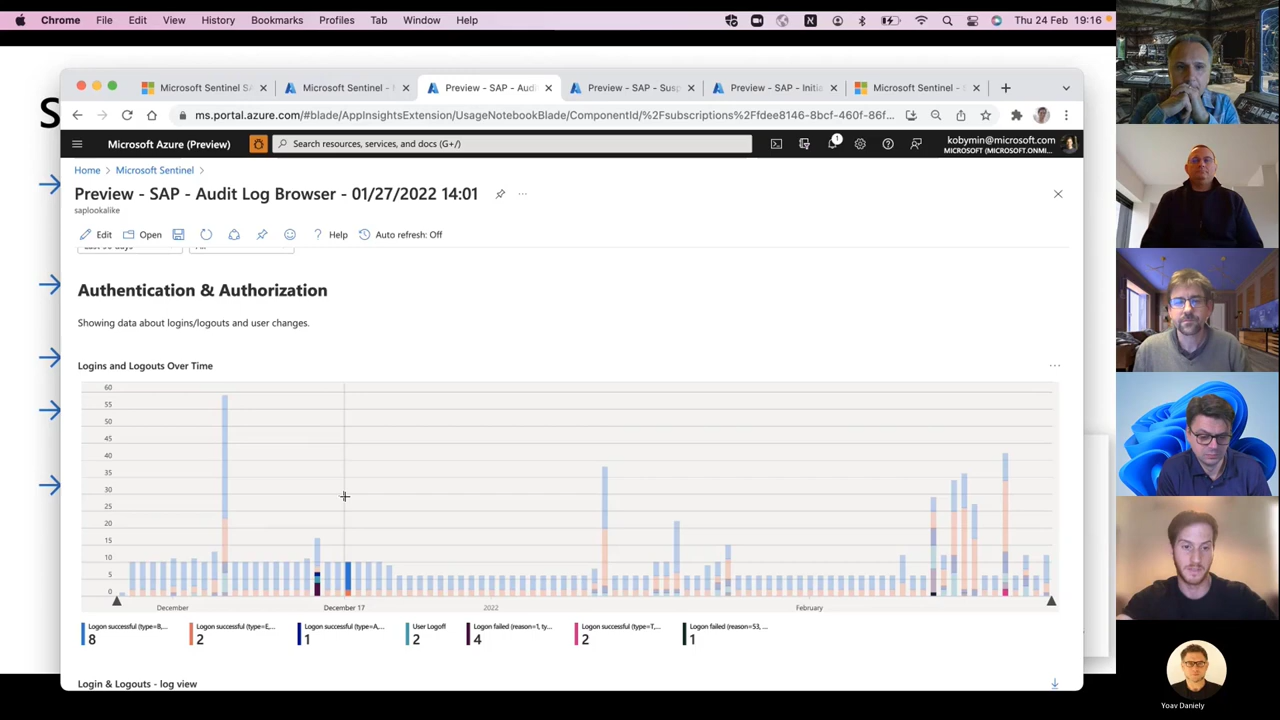 Chrome File Edit View History Bookmarks Profiles Tab Window Help Thu 24 Feb 19:16
S
Microsoft Sentinel SA
Microsoft Sentinel -
Preview - SAP - Audi
Preview - SAP - Susp
Preview - SAP - Initia
Microsoft Sentinel -
ms.portal.azure.com/#blade/AppInsightsExtension/UsageNotebookBlade/ComponentId/%2Fsubscriptions%2Ffdee8146-8bcf-460f-86f...
Microsoft Azure (Preview)
Search resources, services, and docs (G+/)
1
kobymin@microsoft.com
MICROSOFT (MICROSOFT.ONMI...
Home > Microsoft Sentinel >
Preview - SAP - Audit Log Browser - 01/27/2022 14:01
saplookalike
Edit Open Help Auto refresh: Off
Authentication & Authorization
Showing data about logins/logouts and user changes.
Logins and Logouts Over Time
60
55
50
45
40
35
30
25
20
15
10
5
0
December December 17 2022 February
Logon successful (type=B,...
8
Logon successful (type=E,...
2
Logon successful (type=A,...
1
User Logoff
2
Logon failed (reason=1, ty...
4
Logon successful (type=T,...
2
Logon failed (reason=53, ...
1
Login & Logouts - log view
Yoav Daniely